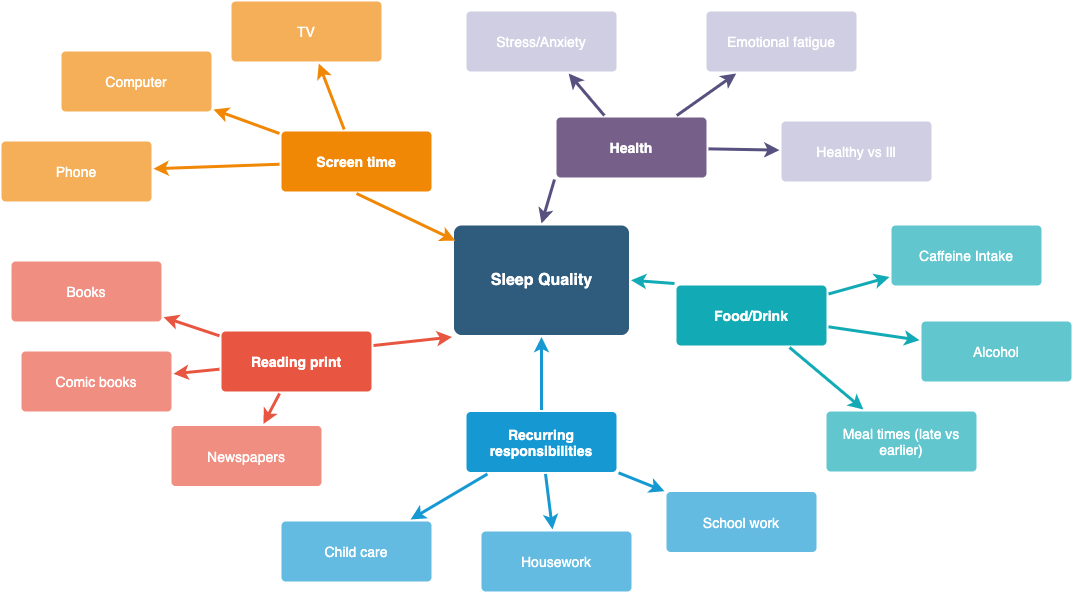 TV
Computer
Phone
Screen time
Stress/Anxiety
Emotional fatigue
Health
Healthy vs Ill
Sleep Quality
Caffeine Intake
Food/Drink
Alcohol
Meal times (late vs
earlier)
Books
Reading print
Comic books
Newspapers
Recurring
responsibilities
Child care
Housework
School work